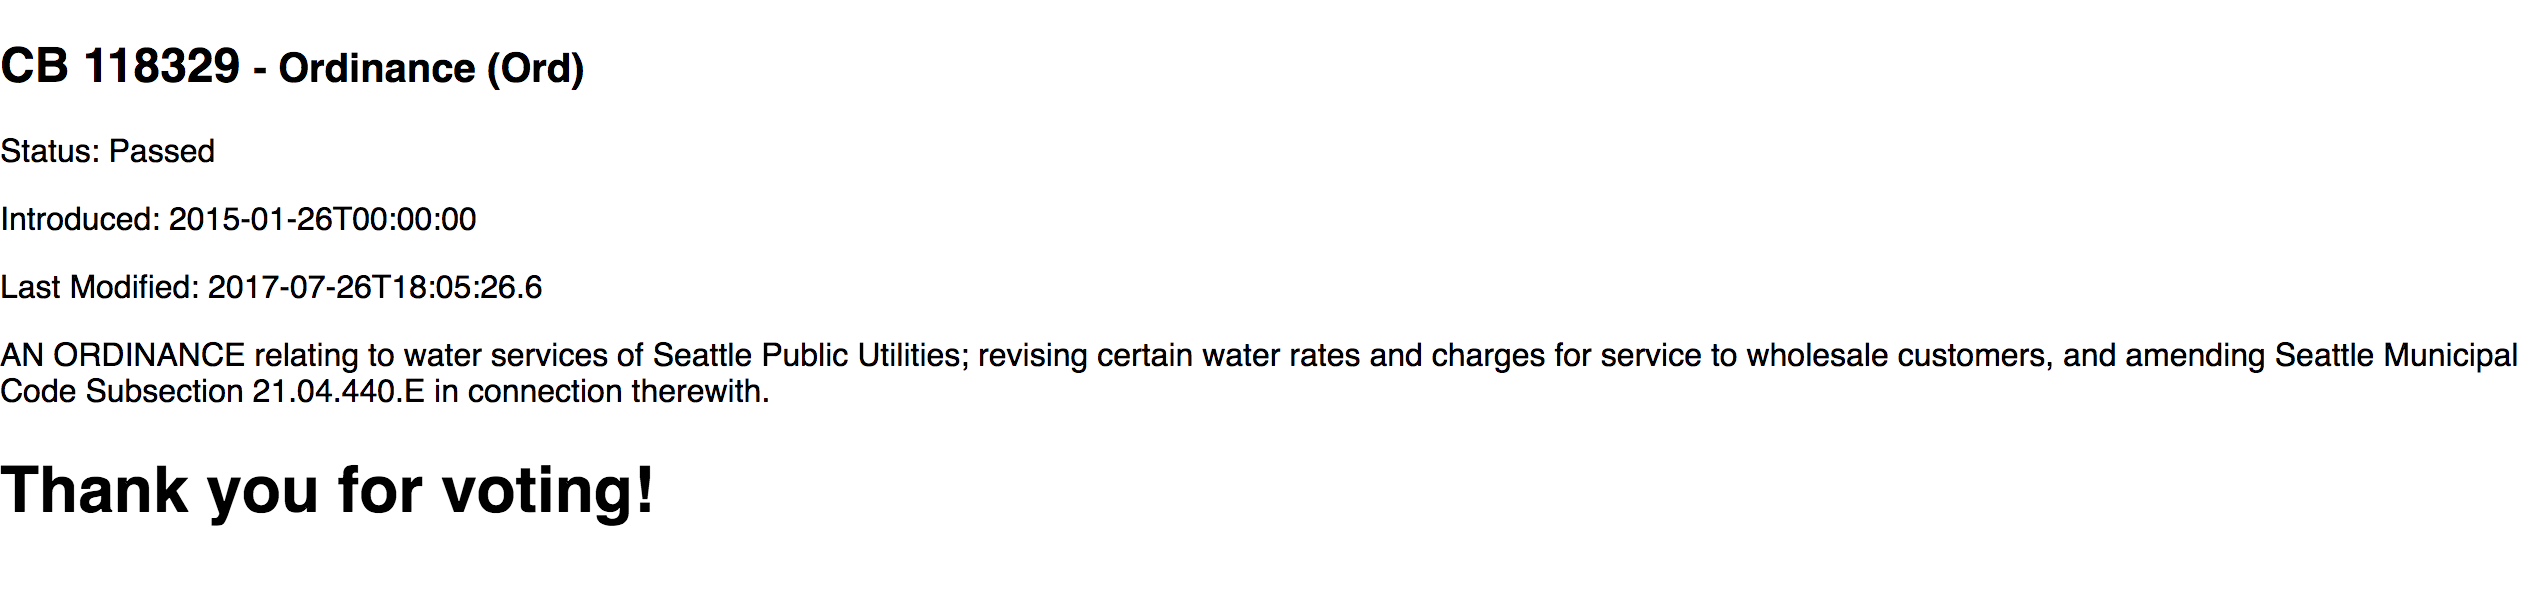 CB 118329 - Ordinance (Ord)
Status: Passed
Introduced: 2015-01-26T00:00:00
Last Modified: 2017-07-26T18:05:26.6
AN ORDINANCE relating to water services of Seattle Public Utilities; revising certain water rates and charges for service to wholesale customers, and amending Seattle Municipal
Code Subsection 21.04.440.E in connection therewith.
Thank you for voting!